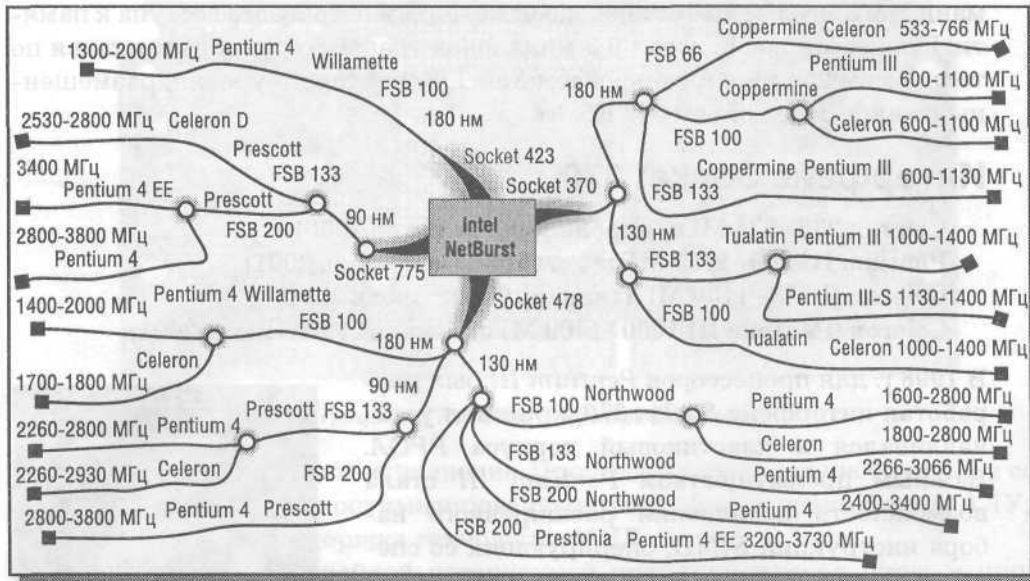 1300-2000 МГц Pentium 4 Willamette
FSB 100
180 нм
Socket 423
2530-2800 МГц Celeron D
Prescott
FSB 133
3400 МГц
Pentium 4 EE
Prescott
FSB 200
90 нм
2800-3800 МГц
Pentium 4
Socket 775
Intel
NetBurst
Socket 370
Coppermine Celeron 533-766 МГц
FSB 66
180 нм
Pentium III
Coppermine 600-1100 МГц
FSB 100
Celeron 600-1100 МГц
Coppermine Pentium III
FSB 133
600-1130 МГц
130 нм
Tualatin Pentium III 1000-1400 МГц
FSB 133
Pentium III-S 1130-1400 МГц
FSB 100
Tualatin
Celeron 1000-1400 МГц
Socket 478
1400-2000 МГц Pentium 4 Willamette
FSB 100
180 нм
Celeron
1700-1800 МГц
90 нм
Prescott FSB 133
2260-2800 МГц Pentium 4
Celeron
2260-2930 МГц
FSB 200
2800-3800 МГц Pentium 4 Prescott
130 нм
Northwood Pentium 4 1600-2800 МГц
FSB 100
Celeron 1800-2800 МГц
FSB 133 Northwood
Pentium 4 2266-3066 МГц
FSB 200 Northwood Pentium 4 2400-3400 МГц
FSB 200
Prestonia Pentium 4 EE 3200-3730 МГц